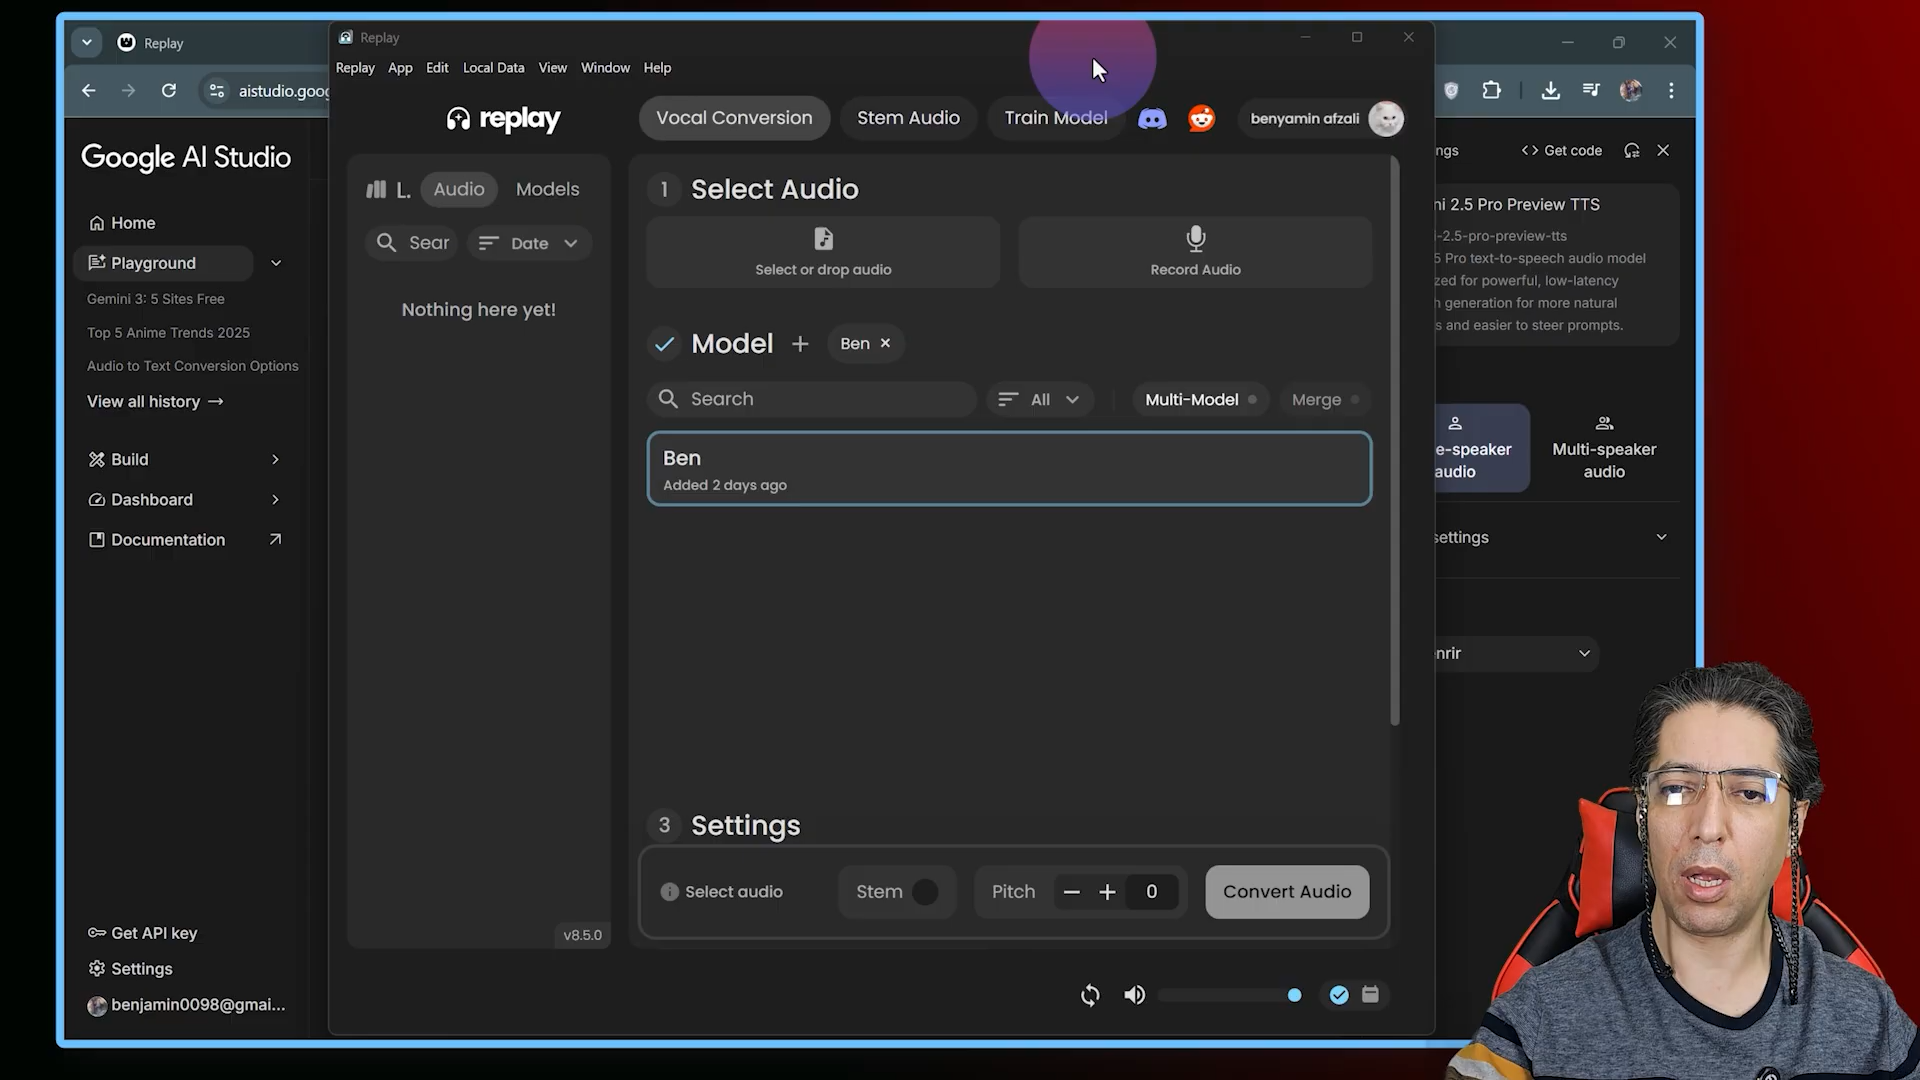 Replay
aistudio.goog
Google AI Studio
Home
Playground
Gemini 3: 5 Sites Free
Top 5 Anime Trends 2025
Audio to Text Conversion Options
View all history →
Build
Dashboard
Documentation
Get API key
Settings
benjamin0098@gmai...
Replay
Replay App Edit Local Data View Window Help
replay
Vocal Conversion Stem Audio Train Model benyamin afzali
L. Audio Models
Sear Date
Nothing here yet!
v8.5.0
1 Select Audio
Select or drop audio Record Audio
Model + Ben ×
Search All Multi-Model Merge
Ben
Added 2 days ago
3 Settings
Select audio Stem Pitch − + 0 Convert Audio
ngs <> Get code
ni 2.5 Pro Preview TTS
-2.5-pro-preview-tts
5 Pro text-to-speech audio model
zed for powerful, low-latency
h generation for more natural
s and easier to steer prompts.
e-speaker
audio
Multi-speaker
audio
settings
enrir